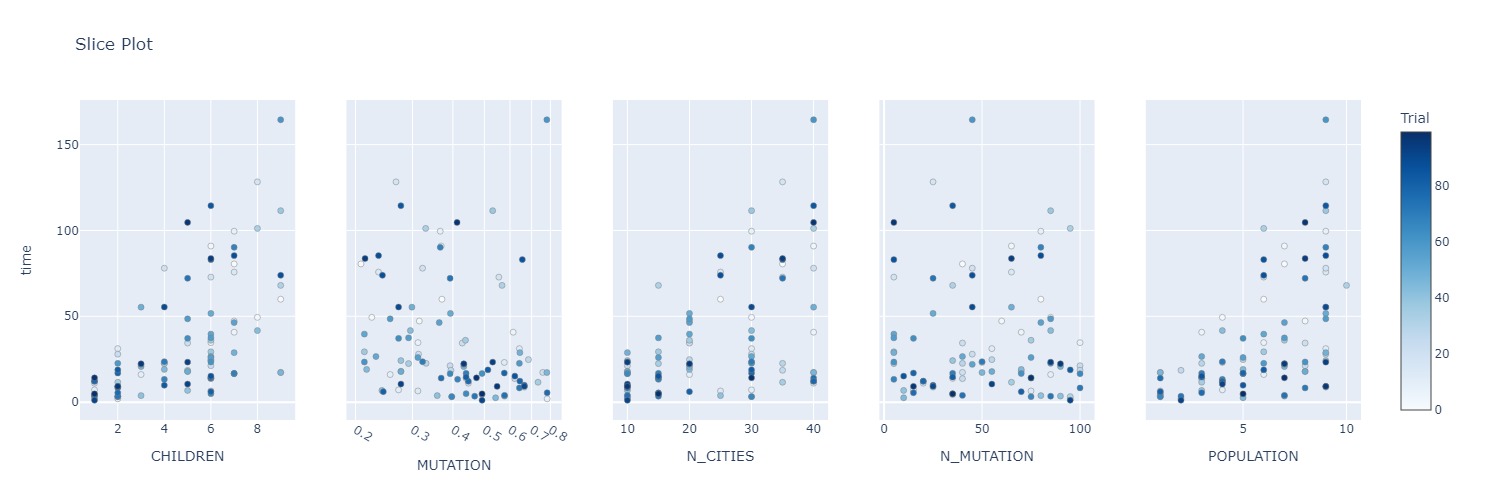 Slice Plot
Trial
time
150
100
50
0
80
60
40
20
0
2 4 6 8
0.2 0.3 0.4 0.5 0.6 0.7 0.8
10 20 30 40
0 50 100
5 10
CHILDREN
MUTATION
N_CITIES
N_MUTATION
POPULATION